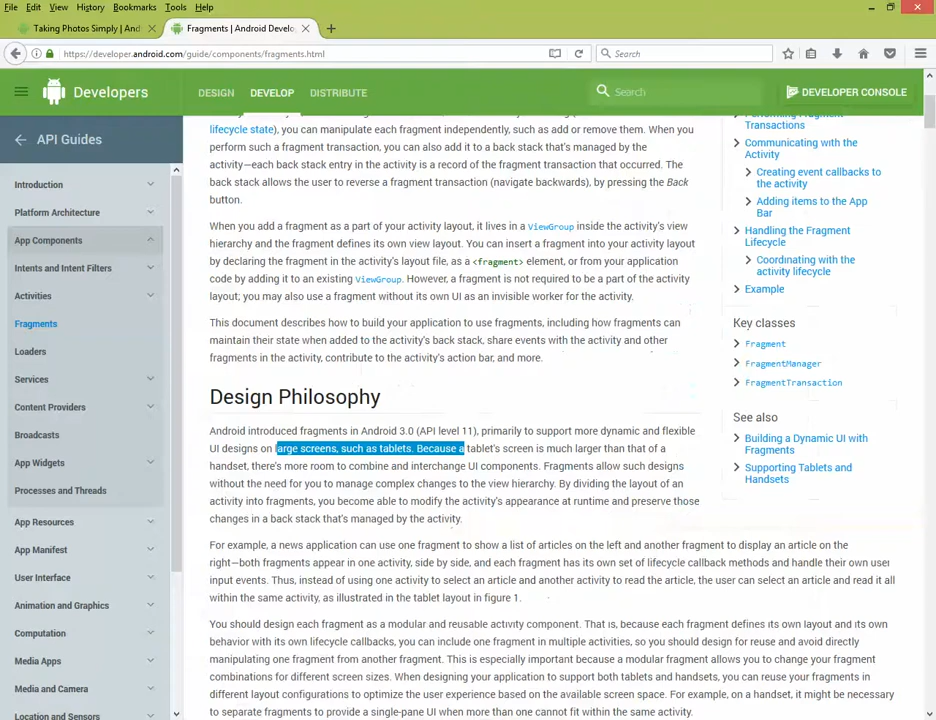 File Edit View History Bookmarks Tools Help
Taking Photos Simply | And
Fragments | Android Develo
https://developer.android.com/guide/components/fragments.html
Search
Developers
DESIGN
DEVELOP
DISTRIBUTE
Search
DEVELOPER CONSOLE
API Guides
Introduction
Platform Architecture
App Components
Intents and Intent Filters
Activities
Fragments
Loaders
Services
Content Providers
Broadcasts
App Widgets
Processes and Threads
App Resources
App Manifest
User Interface
Animation and Graphics
Computation
Media Apps
Media and Camera
Location and Sensors
lifecycle state), you can manipulate each fragment independently, such as add or remove them. When you
perform such a fragment transaction, you can also add it to a back stack that's managed by the
activity—each back stack entry in the activity is a record of the fragment transaction that occurred. The
back stack allows the user to reverse a fragment transaction (navigate backwards), by pressing the Back
button.
When you add a fragment as a part of your activity layout, it lives in a ViewGroup inside the activity's view
hierarchy and the fragment defines its own view layout. You can insert a fragment into your activity layout
by declaring the fragment in the activity's layout file, as a <fragment> element, or from your application
code by adding it to an existing ViewGroup. However, a fragment is not required to be a part of the activity
layout; you may also use a fragment without its own UI as an invisible worker for the activity.
This document describes how to build your application to use fragments, including how fragments can
maintain their state when added to the activity's back stack, share events with the activity and other
fragments in the activity, contribute to the activity's action bar, and more.
Design Philosophy
Android introduced fragments in Android 3.0 (API level 11), primarily to support more dynamic and flexible
UI designs on large screens, such as tablets. Because a tablet's screen is much larger than that of a
handset, there's more room to combine and interchange UI components. Fragments allow such designs
without the need for you to manage complex changes to the view hierarchy. By dividing the layout of an
activity into fragments, you become able to modify the activity's appearance at runtime and preserve those
changes in a back stack that's managed by the activity.
For example, a news application can use one fragment to show a list of articles on the left and another fragment to display an article on the
right—both fragments appear in one activity, side by side, and each fragment has its own set of lifecycle callback methods and handle their own user
input events. Thus, instead of using one activity to select an article and another activity to read the article, the user can select an article and read it all
within the same activity, as illustrated in the tablet layout in figure 1.
You should design each fragment as a modular and reusable activity component. That is, because each fragment defines its own layout and its own
behavior with its own lifecycle callbacks, you can include one fragment in multiple activities, so you should design for reuse and avoid directly
manipulating one fragment from another fragment. This is especially important because a modular fragment allows you to change your fragment
combinations for different screen sizes. When designing your application to support both tablets and handsets, you can reuse your fragments in
different layout configurations to optimize the user experience based on the available screen space. For example, on a handset, it might be necessary
to separate fragments to provide a single-pane UI when more than one cannot fit within the same activity.
Performing Fragment
Transactions
Communicating with the
Activity
Creating event callbacks to
the activity
Adding items to the App
Bar
Handling the Fragment
Lifecycle
Coordinating with the
activity lifecycle
Example
Key classes
Fragment
FragmentManager
FragmentTransaction
See also
Building a Dynamic UI with
Fragments
Supporting Tablets and
Handsets